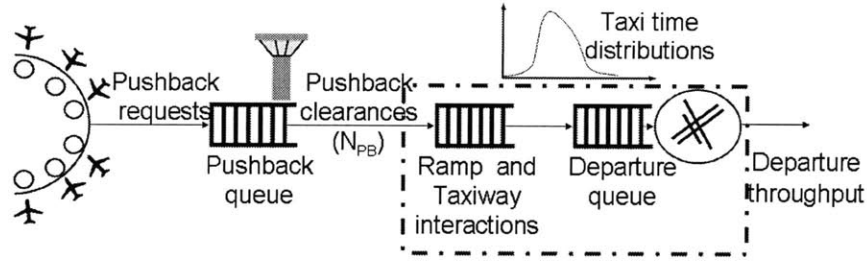 Taxi time
distributions
Pushback
requests
Pushback
clearances
(N_PB)
Pushback
queue
Ramp and
Taxiway
interactions
Departure
queue
Departure
throughput